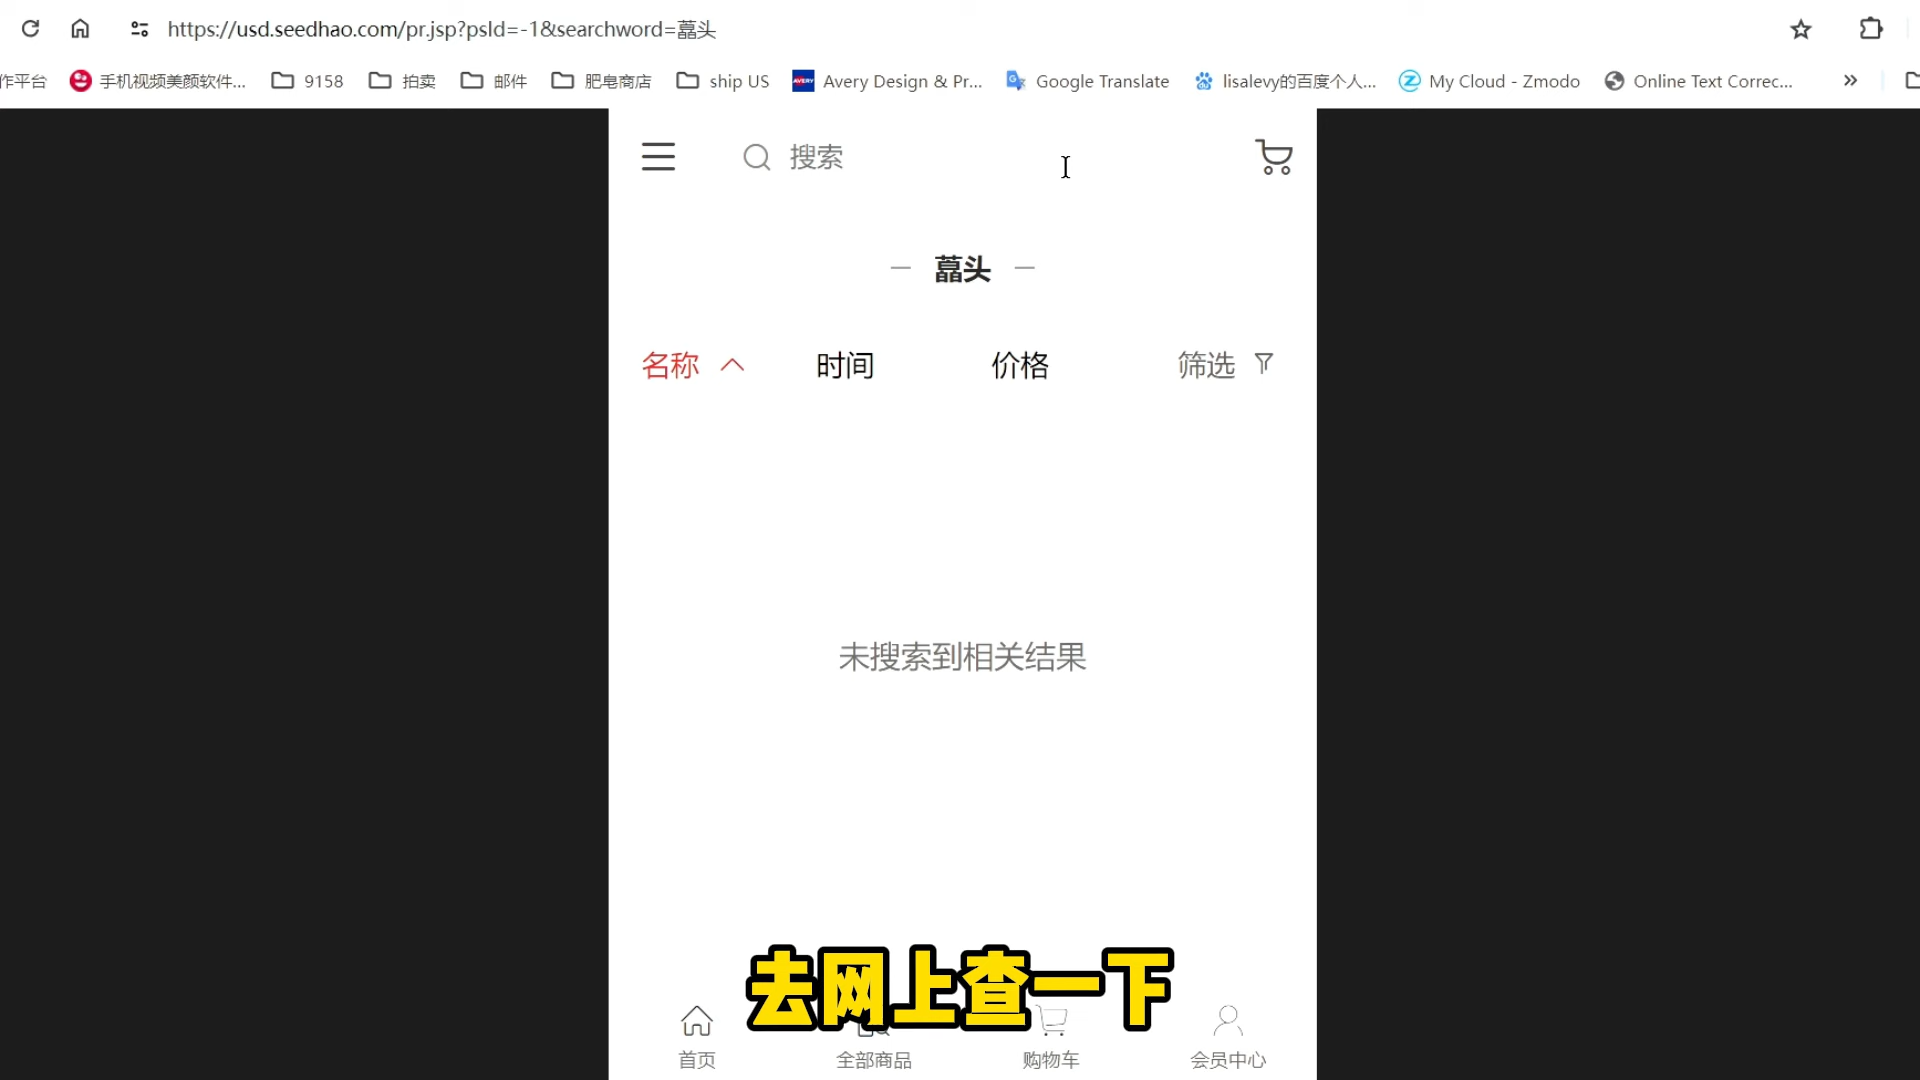 https://usd.seedhao.com/pr.jsp?psId=-1&searchword=藠头
作平台 手机视频美颜软件... 9158 拍卖 邮件 肥皂商店 ship US AVERY Avery Design & Pr... Google Translate lisalevy的百度个人... My Cloud - Zmodo Online Text Correc... »
搜索
— 藠头 —
名称 时间 价格 筛选
未搜索到相关结果
去网上查一下
首页 全部商品 购物车 会员中心